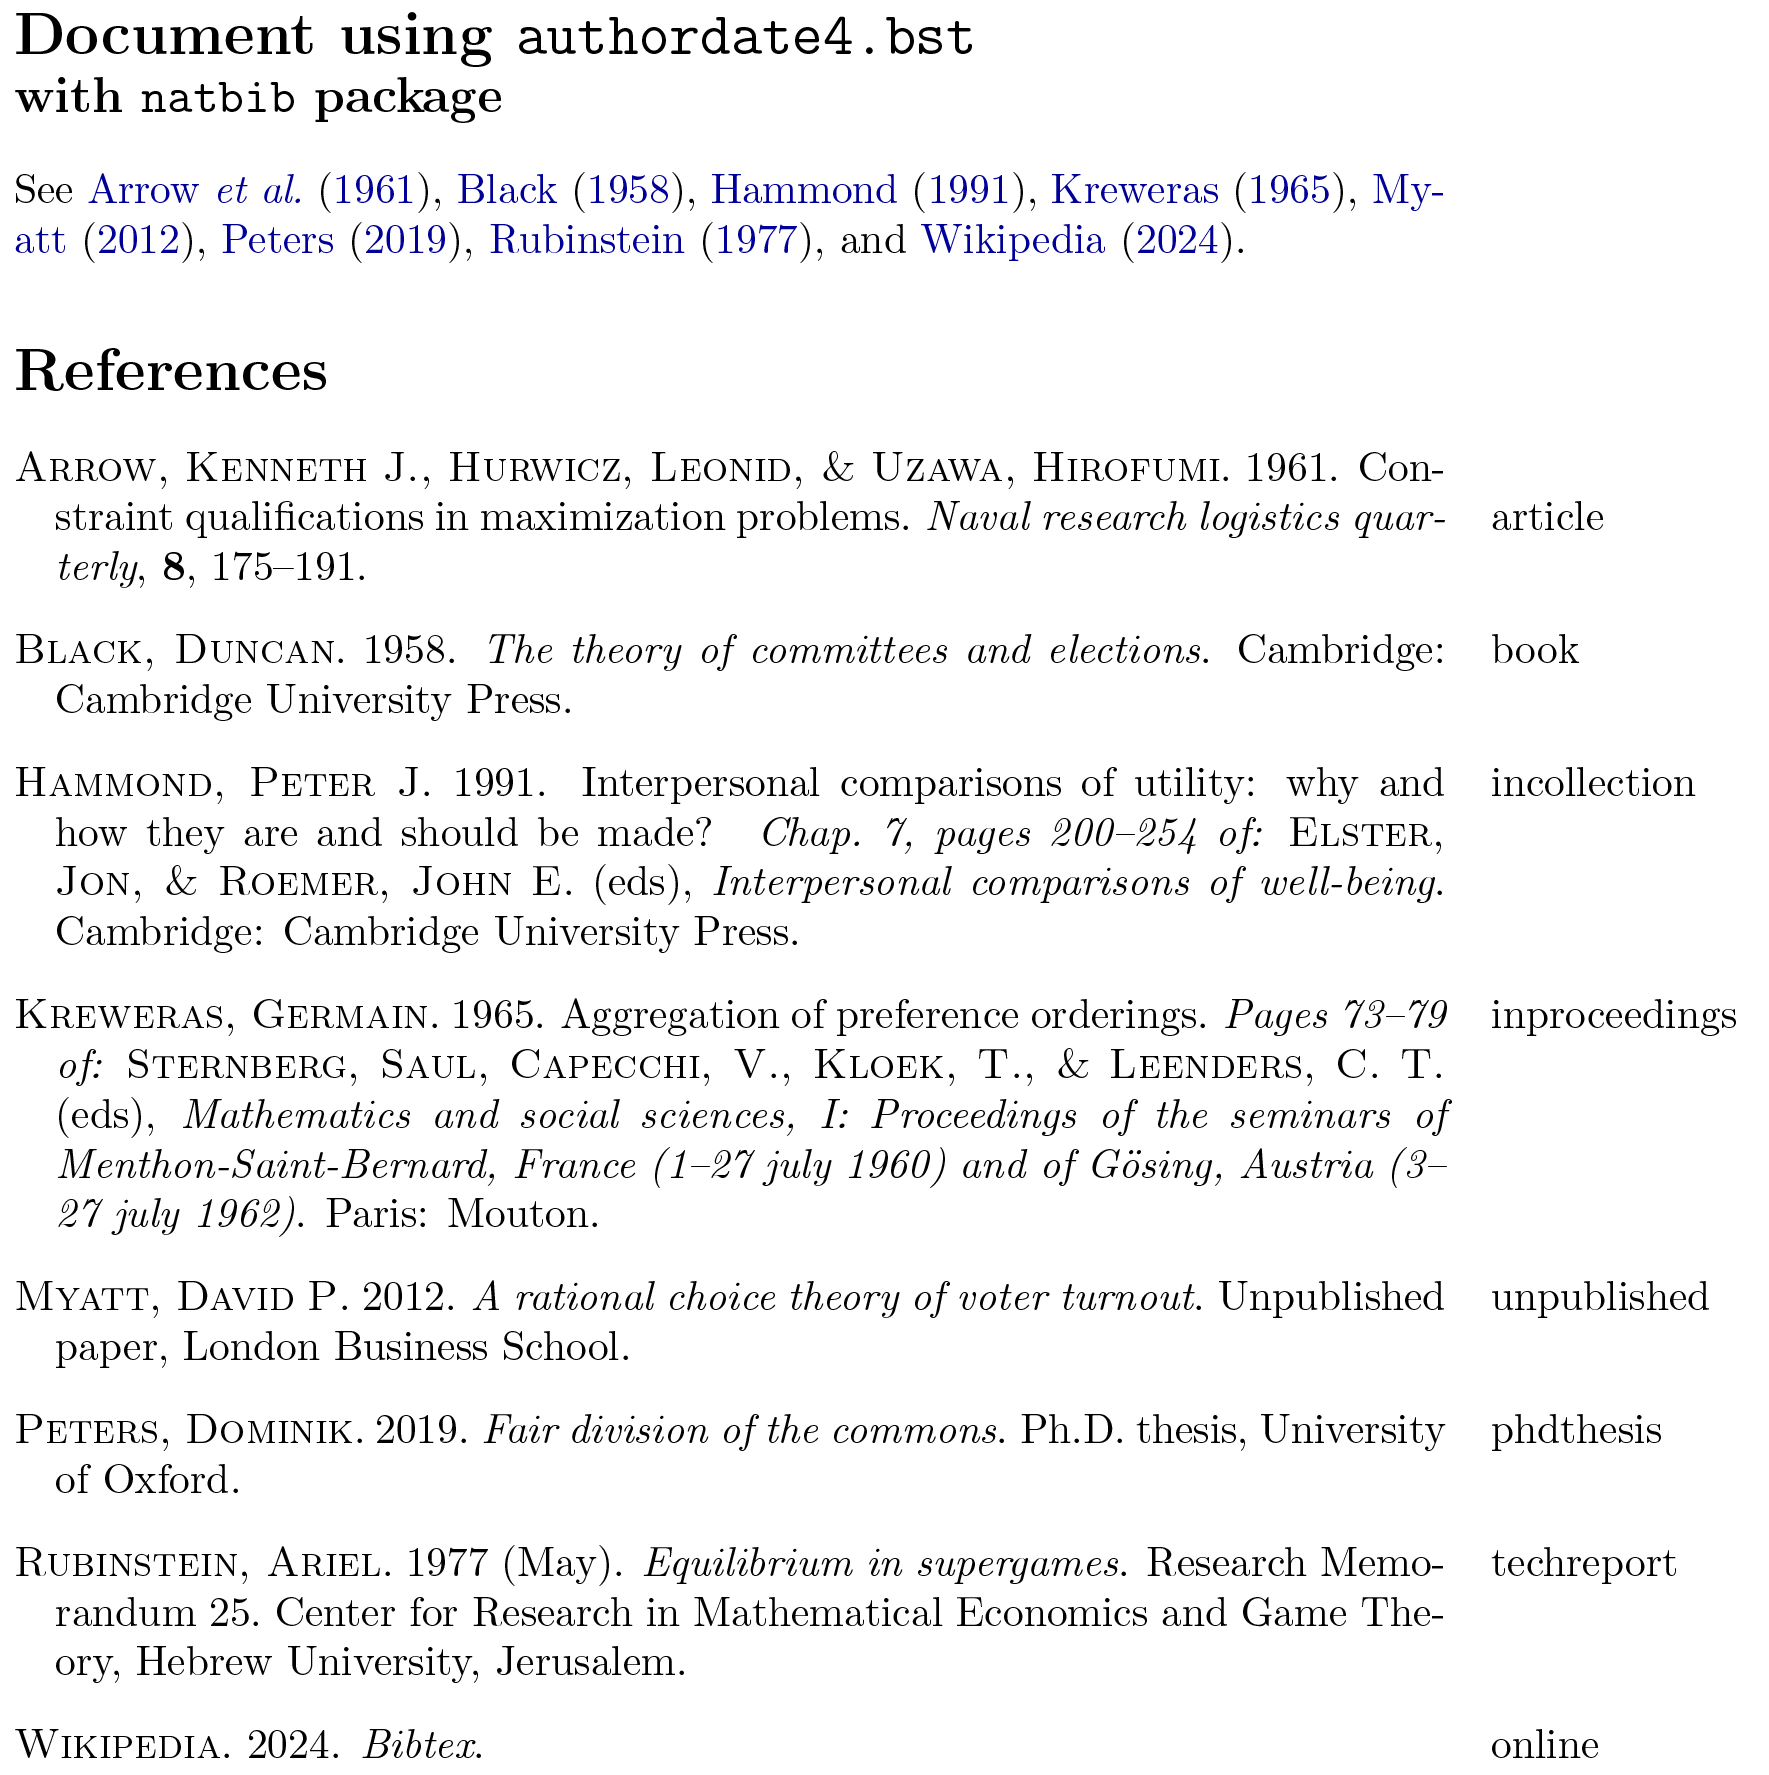 Document using authordate4.bst
with natbib package
See Arrow et al. (1961), Black (1958), Hammond (1991), Kreweras (1965), My-
att (2012), Peters (2019), Rubinstein (1977), and Wikipedia (2024).
References
Arrow, Kenneth J., Hurwicz, Leonid, & Uzawa, Hirofumi. 1961. Con-
straint qualifications in maximization problems. Naval research logistics quar- article
terly, 8, 175–191.
Black, Duncan. 1958. The theory of committees and elections. Cambridge: book
Cambridge University Press.
Hammond, Peter J. 1991. Interpersonal comparisons of utility: why and incollection
how they are and should be made? Chap. 7, pages 200–254 of: Elster,
Jon, & Roemer, John E. (eds), Interpersonal comparisons of well-being.
Cambridge: Cambridge University Press.
Kreweras, Germain. 1965. Aggregation of preference orderings. Pages 73–79 inproceedings
of: Sternberg, Saul, Capecchi, V., Kloek, T., & Leenders, C. T.
(eds), Mathematics and social sciences, I: Proceedings of the seminars of
Menthon-Saint-Bernard, France (1–27 july 1960) and of Gösing, Austria (3–
27 july 1962). Paris: Mouton.
Myatt, David P. 2012. A rational choice theory of voter turnout. Unpublished unpublished
paper, London Business School.
Peters, Dominik. 2019. Fair division of the commons. Ph.D. thesis, University phdthesis
of Oxford.
Rubinstein, Ariel. 1977 (May). Equilibrium in supergames. Research Memo- techreport
randum 25. Center for Research in Mathematical Economics and Game The-
ory, Hebrew University, Jerusalem.
Wikipedia. 2024. Bibtex. online